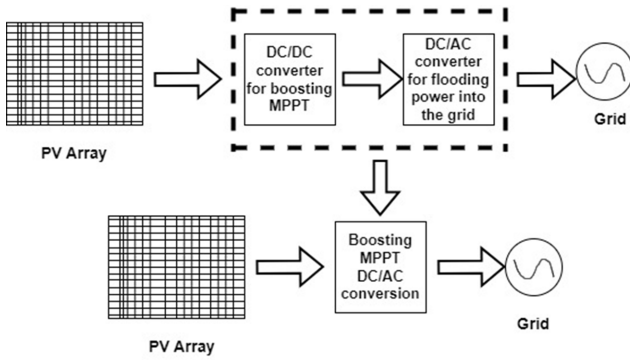 DC/DC
converter
for boosting
MPPT
DC/AC
converter
for flooding
power into
the grid
Grid
PV Array
Boosting
MPPT
DC/AC
conversion
Grid
PV Array